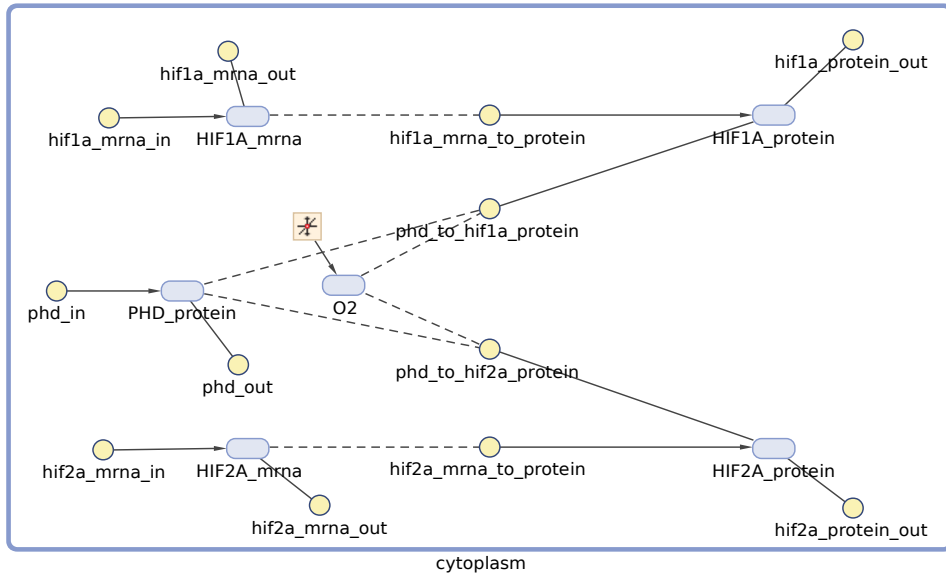 hif1a_protein_out
hif1a_mrna_out
hif1a_mrna_in
HIF1A_mrna
hif1a_mrna_to_protein
HIF1A_protein
phd_to_hif1a_protein
phd_in
PHD_protein
O2
phd_to_hif2a_protein
phd_out
hif2a_mrna_in
HIF2A_mrna
hif2a_mrna_to_protein
HIF2A_protein
hif2a_mrna_out
hif2a_protein_out
cytoplasm